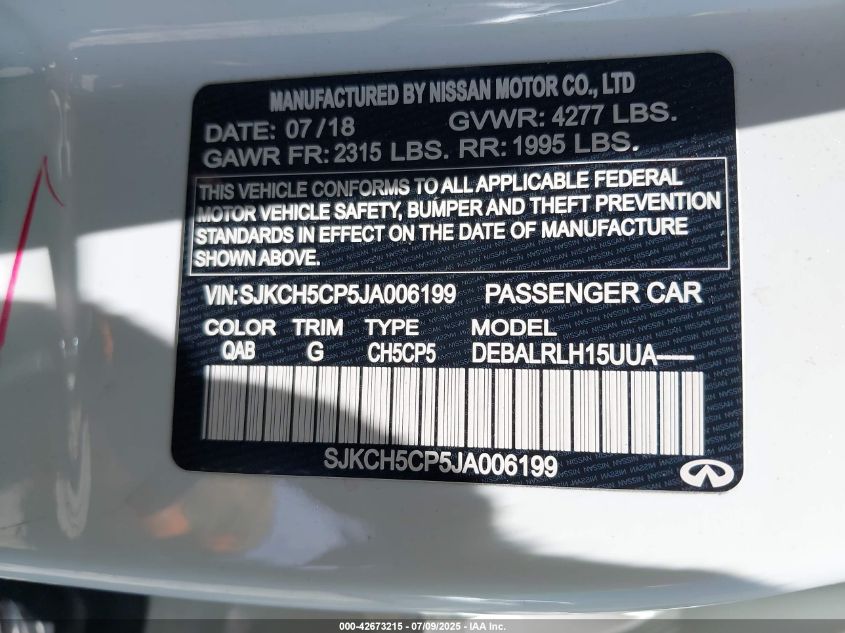 MANUFACTURED BY NISSAN MOTOR CO., LTD
DATE: 07/18 GVWR: 4277 LBS.
GAWR FR: 2315 LBS. RR: 1995 LBS.
THIS VEHICLE CONFORMS TO ALL APPLICABLE FEDERAL
MOTOR VEHICLE SAFETY, BUMPER AND THEFT PREVENTION
STANDARDS IN EFFECT ON THE DATE OF MANUFACTURE
SHOWN ABOVE.
VIN: SJKCH5CP5JA006199 PASSENGER CAR
COLOR TRIM TYPE MODEL
QAB G CH5CP5 DEBALRLH15UUA-----
SJKCH5CP5JA006199
000-42673215 - 07/09/2025 - IAA Inc.